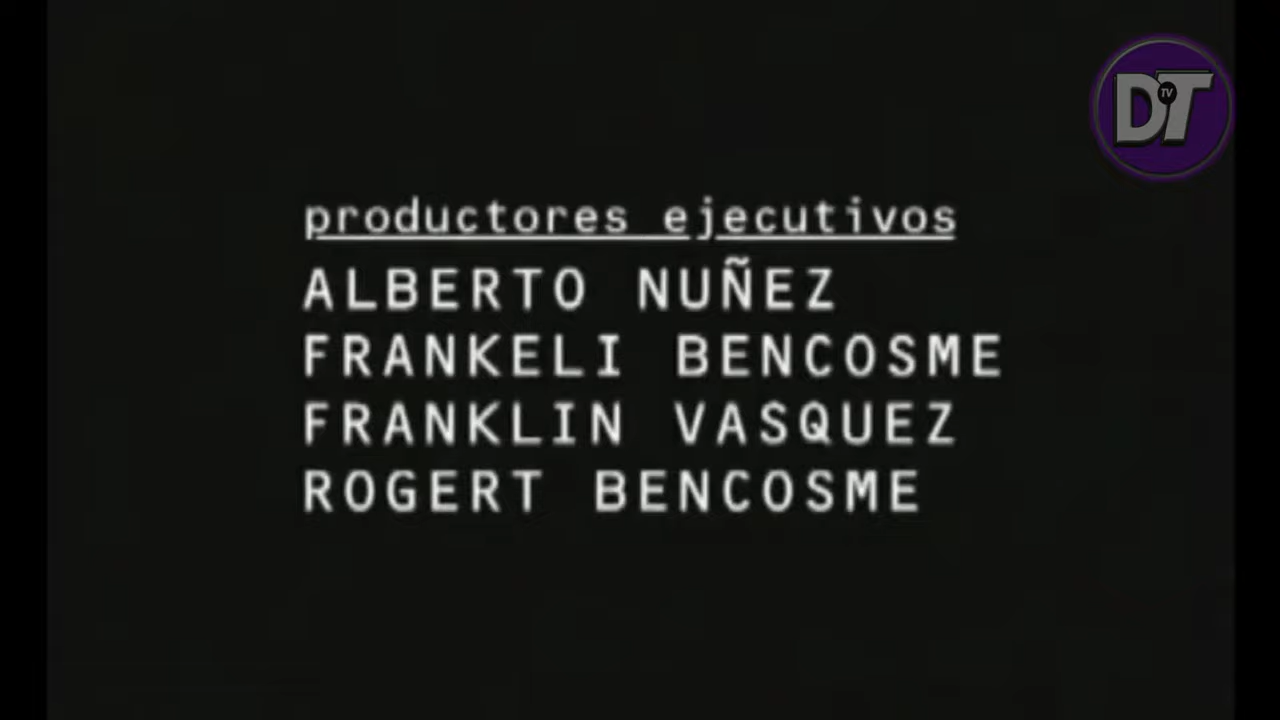 DT
TV
productores ejecutivos
ALBERTO NUÑEZ
FRANKELI BENCOSME
FRANKLIN VASQUEZ
ROGERT BENCOSME